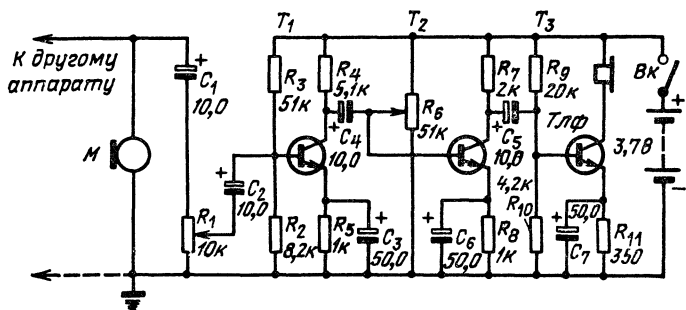 К другому
аппарату
М
+
C1
10,0
R1
10к
+
C2
10,0
T1
R3
51к
R2
8,2к
R4
5,1к
+
C4
10,0
R5
1к
+
C3
50,0
T2
R6
51к
+
C6
50,0
R7
2к
+
C5
10,0
4,2к
R8
1к
T3
R9
20к
Тлф
R10
+
50,0
C7
R11
350
Вк
+
3,7В
−